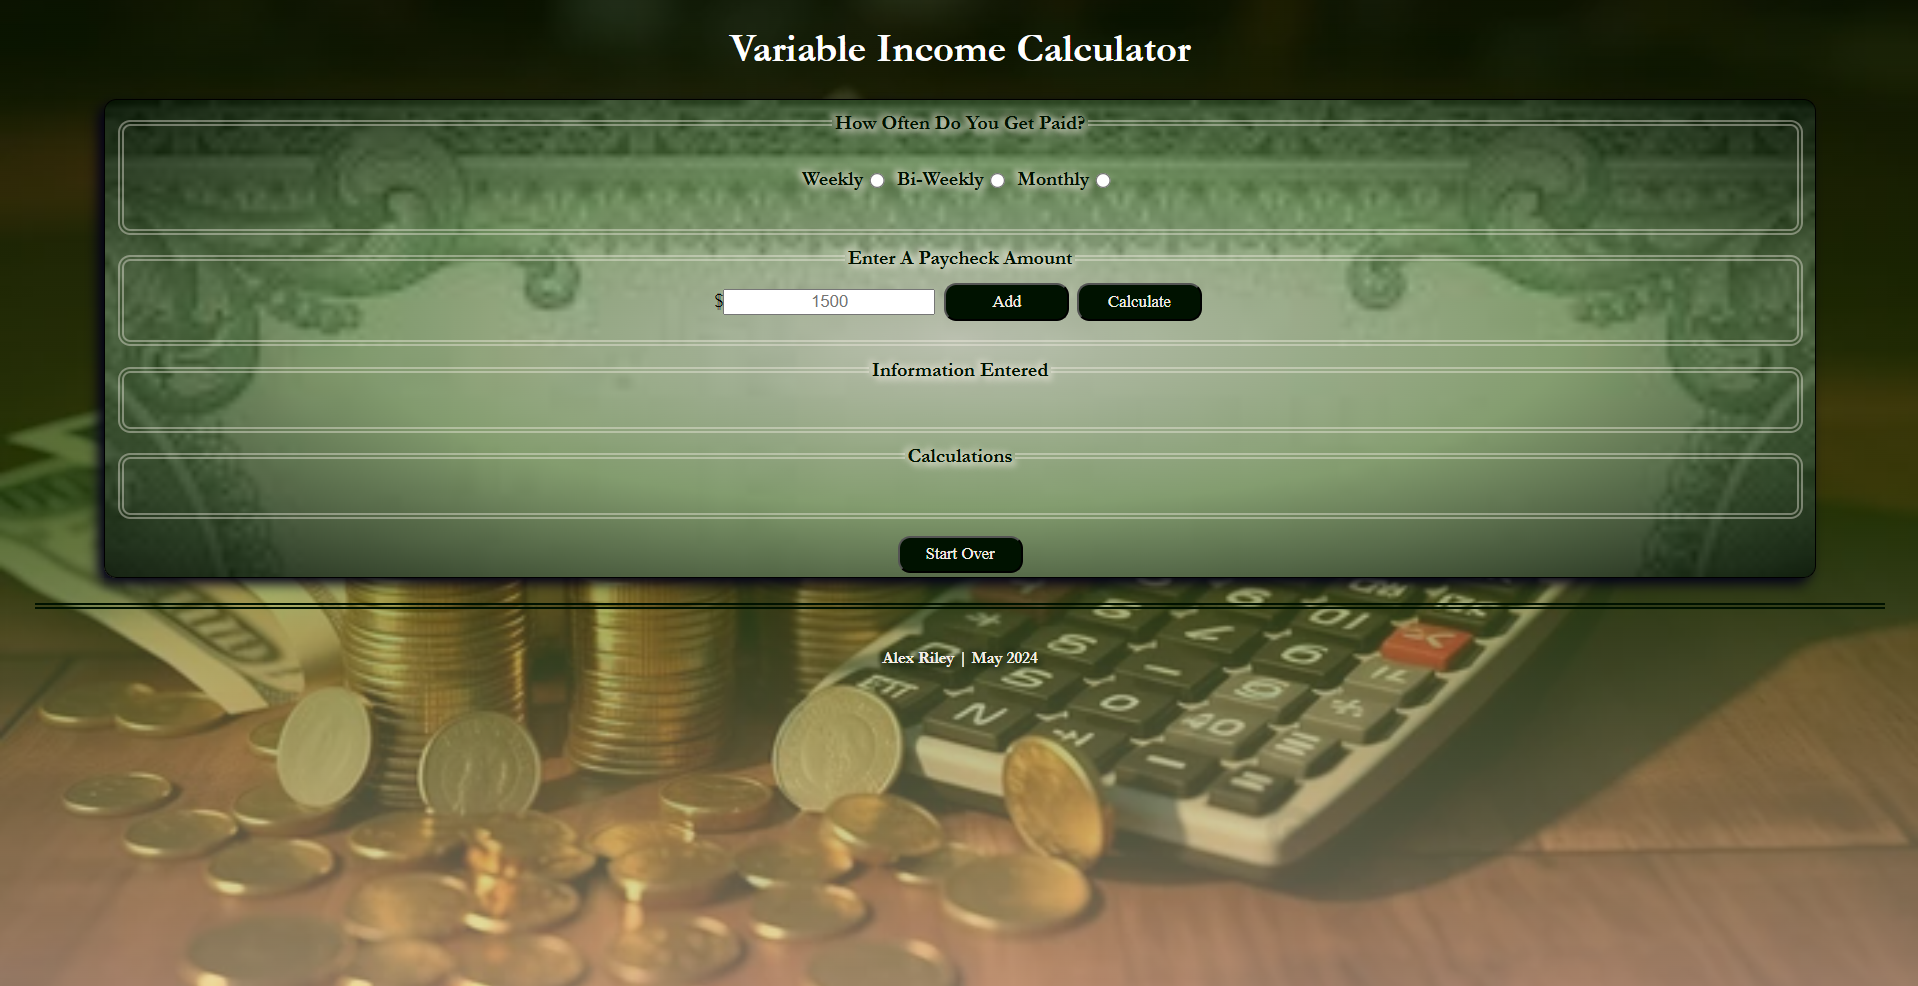 Variable Income Calculator
How Often Do You Get Paid?
Weekly Bi-Weekly Monthly
Enter A Paycheck Amount
$ 1500 Add Calculate
Information Entered
Calculations
Start Over
Alex Riley | May 2024